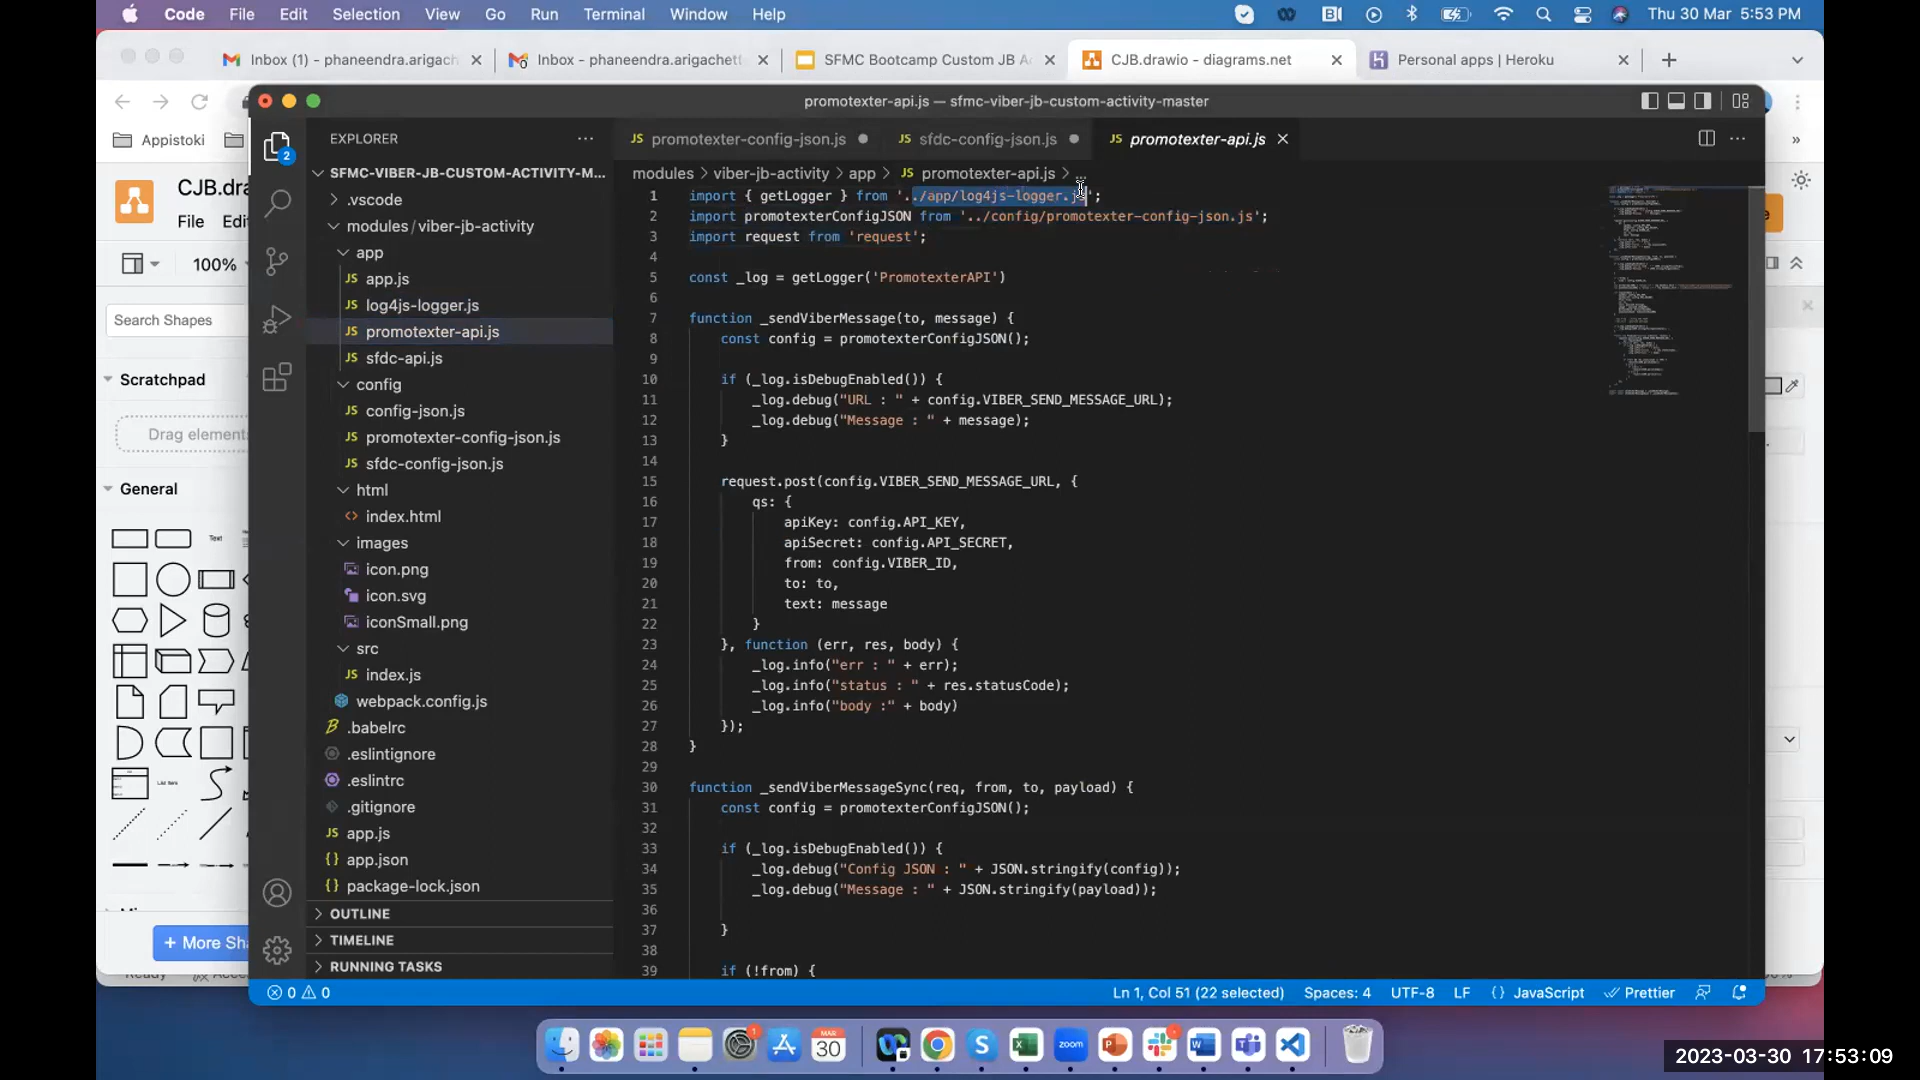 Code File Edit Selection View Go Run Terminal Window Help
Thu 30 Mar 5:53 PM
Inbox (1) - phaneendra.arigach
Inbox - phaneendra.arigachett
SFMC Bootcamp Custom JB A
CJB.drawio - diagrams.net
Personal apps | Heroku
Appistoki
CJB.dra
File Edi
100%
Search Shapes
Scratchpad
Drag element
General
Text
More Sha
promotexter-api.js — sfmc-viber-jb-custom-activity-master
EXPLORER
SFMC-VIBER-JB-CUSTOM-ACTIVITY-M...
.vscode
modules/viber-jb-activity
app
app.js
log4js-logger.js
promotexter-api.js
sfdc-api.js
config
config-json.js
promotexter-config-json.js
sfdc-config-json.js
html
index.html
images
icon.png
icon.svg
iconSmall.png
src
index.js
webpack.config.js
.babelrc
.eslintignore
.eslintrc
.gitignore
app.js
app.json
package-lock.json
OUTLINE
TIMELINE
RUNNING TASKS
2
promotexter-config-json.js
sfdc-config-json.js
promotexter-api.js
modules > viber-jb-activity > app > promotexter-api.js > ...
1 import { getLogger } from '../app/log4js-logger.js';
2 import promotexterConfigJSON from '../config/promotexter-config-json.js';
3 import request from 'request';
4
5 const _log = getLogger('PromotexterAPI')
6
7 function _sendViberMessage(to, message) {
8 const config = promotexterConfigJSON();
9
10 if (_log.isDebugEnabled()) {
11 _log.debug("URL : " + config.VIBER_SEND_MESSAGE_URL);
12 _log.debug("Message : " + message);
13 }
14
15 request.post(config.VIBER_SEND_MESSAGE_URL, {
16 qs: {
17 apiKey: config.API_KEY,
18 apiSecret: config.API_SECRET,
19 from: config.VIBER_ID,
20 to: to,
21 text: message
22 }
23 }, function (err, res, body) {
24 _log.info("err : " + err);
25 _log.info("status : " + res.statusCode);
26 _log.info("body :" + body)
27 });
28 }
29
30 function _sendViberMessageSync(req, from, to, payload) {
31 const config = promotexterConfigJSON();
32
33 if (_log.isDebugEnabled()) {
34 _log.debug("Config JSON : " + JSON.stringify(config));
35 _log.debug("Message : " + JSON.stringify(payload));
36
37 }
38
39 if (!from) {
0 0
Ln 1, Col 51 (22 selected) Spaces: 4 UTF-8 LF {} JavaScript Prettier
MAR
30
zoom
2023-03-30 17:53:09